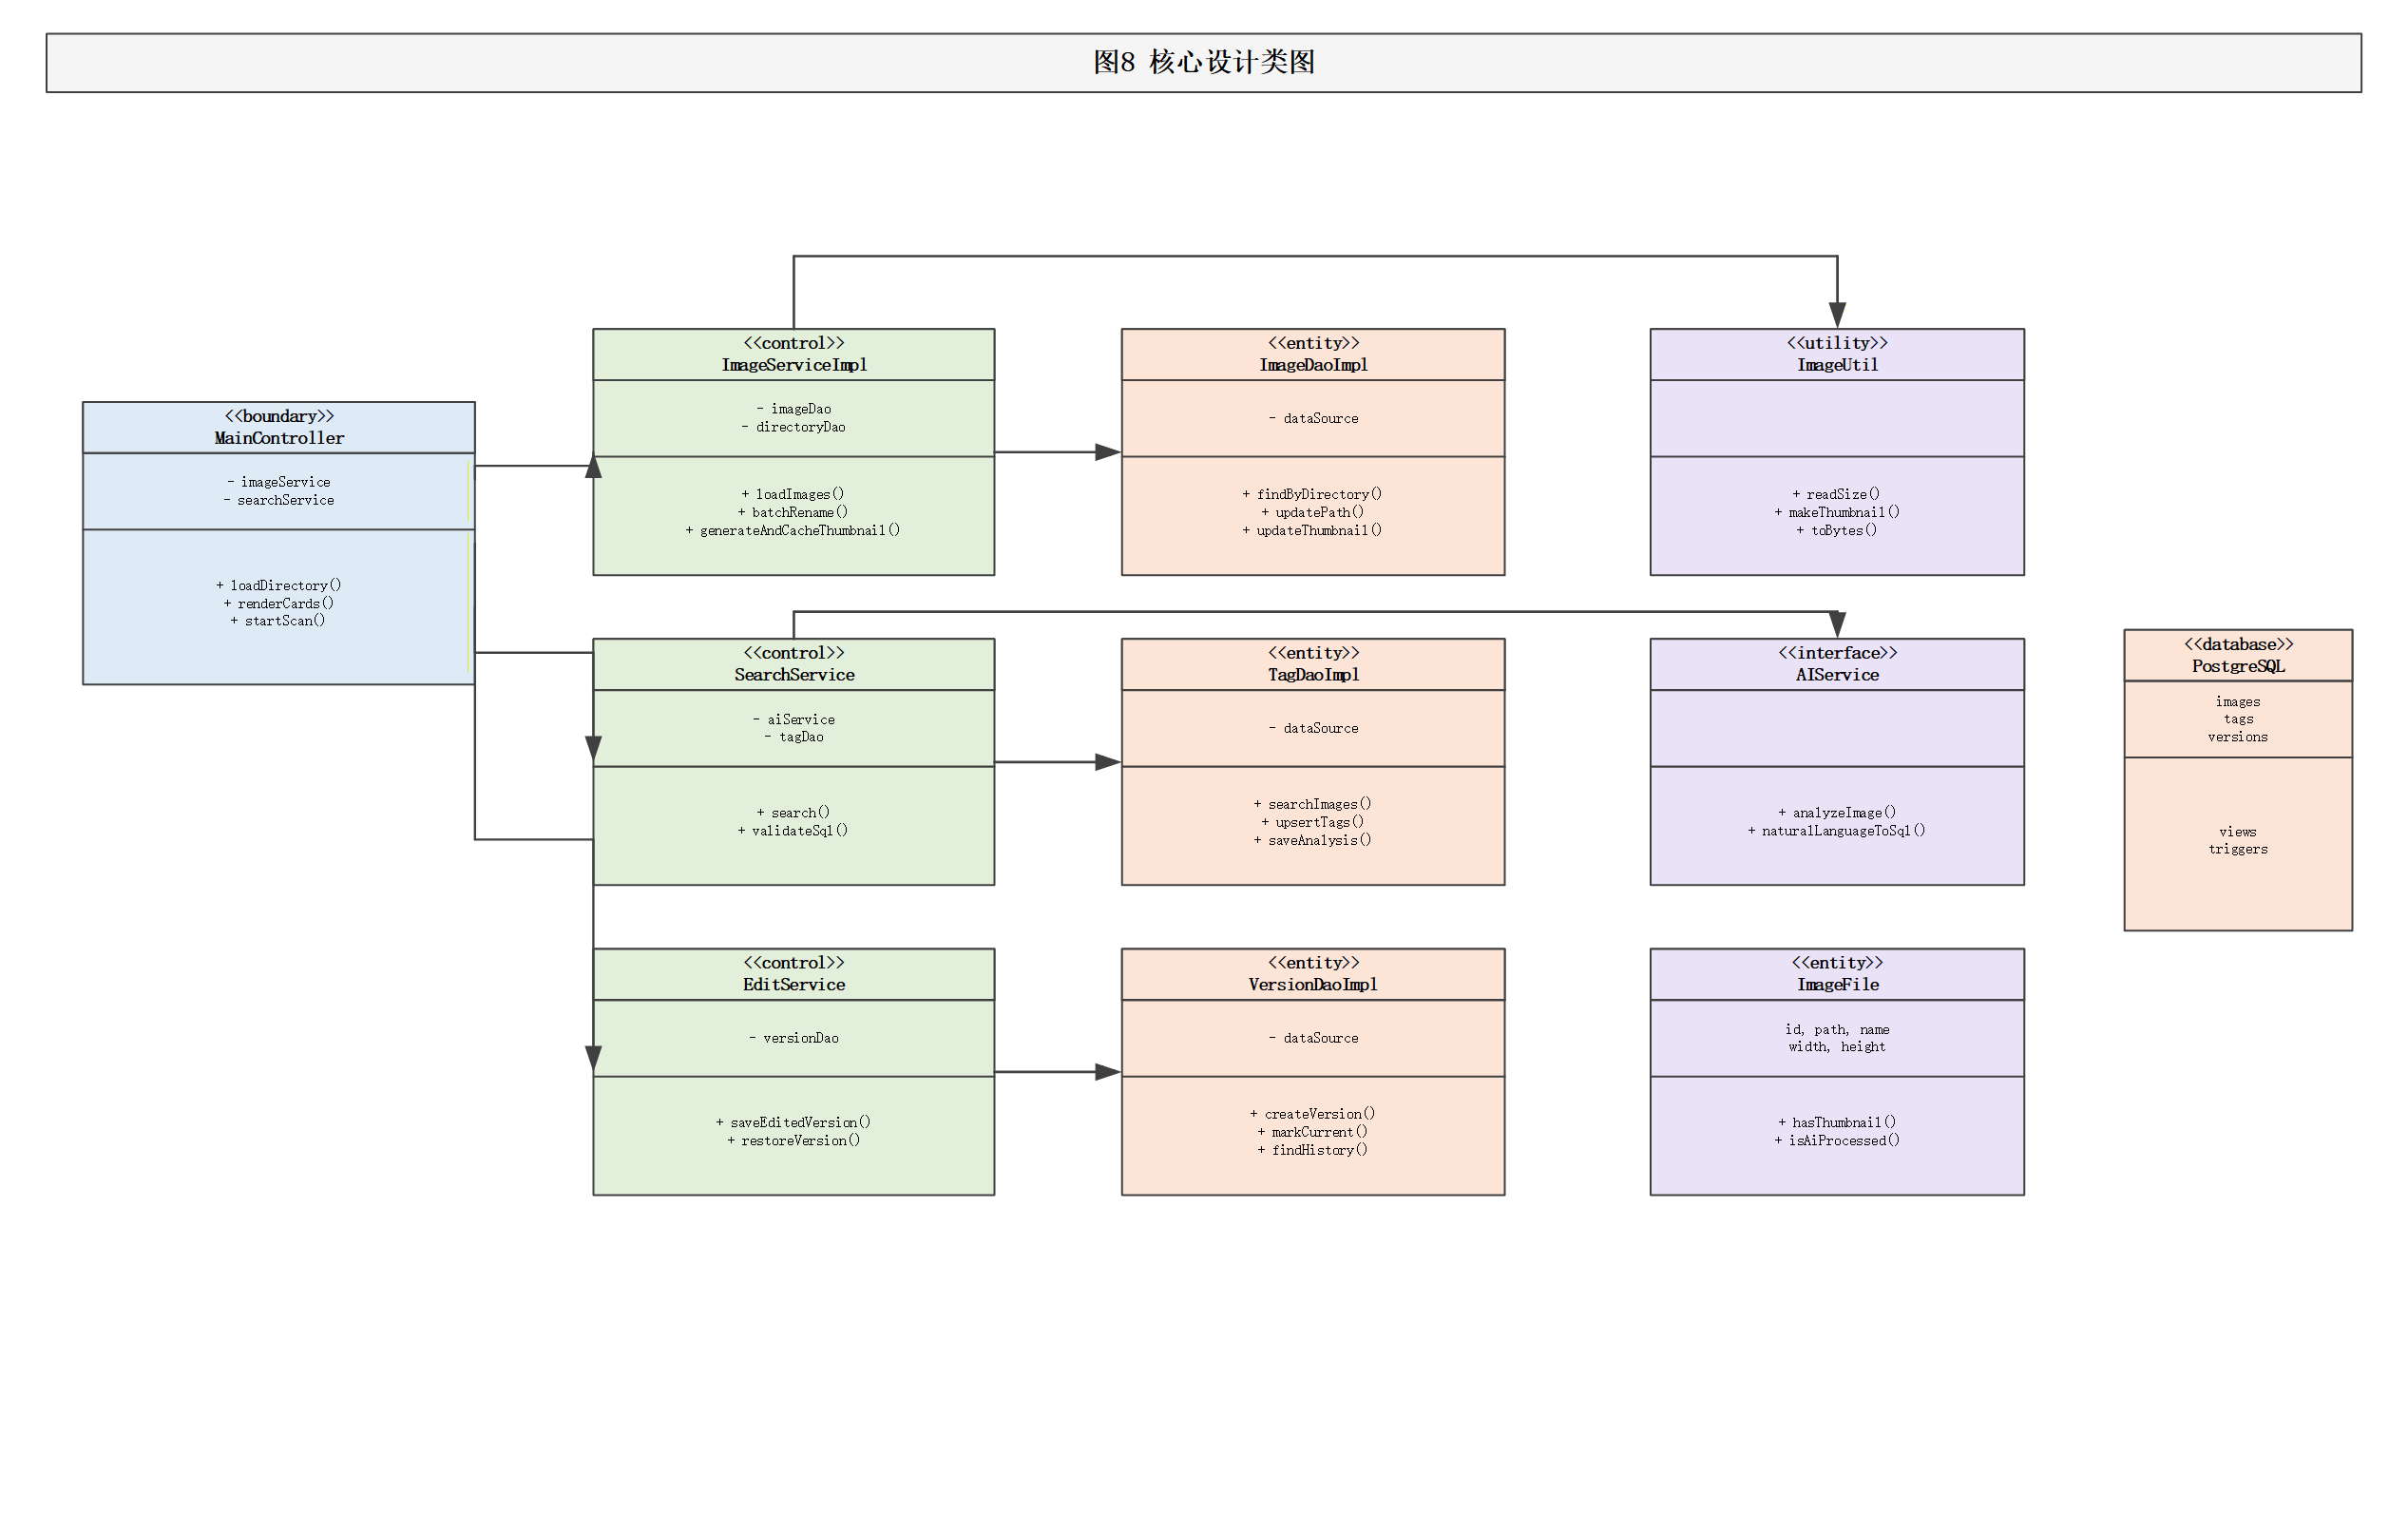 图8 核心设计类图
<<boundary>>
MainController
- imageService
- searchService
+ loadDirectory()
+ renderCards()
+ startScan()
<<control>>
ImageServiceImpl
- imageDao
- directoryDao
+ loadImages()
+ batchRename()
+ generateAndCacheThumbnail()
<<entity>>
ImageDaoImpl
- dataSource
+ findByDirectory()
+ updatePath()
+ updateThumbnail()
<<utility>>
ImageUtil
+ readSize()
+ makeThumbnail()
+ toBytes()
<<control>>
SearchService
- aiService
- tagDao
+ search()
+ validateSql()
<<entity>>
TagDaoImpl
- dataSource
+ searchImages()
+ upsertTags()
+ saveAnalysis()
<<interface>>
AIService
+ analyzeImage()
+ naturalLanguageToSql()
<<database>>
PostgreSQL
images
tags
versions
views
triggers
<<control>>
EditService
- versionDao
+ saveEditedVersion()
+ restoreVersion()
<<entity>>
VersionDaoImpl
- dataSource
+ createVersion()
+ markCurrent()
+ findHistory()
<<entity>>
ImageFile
id, path, name
width, height
+ hasThumbnail()
+ isAiProcessed()